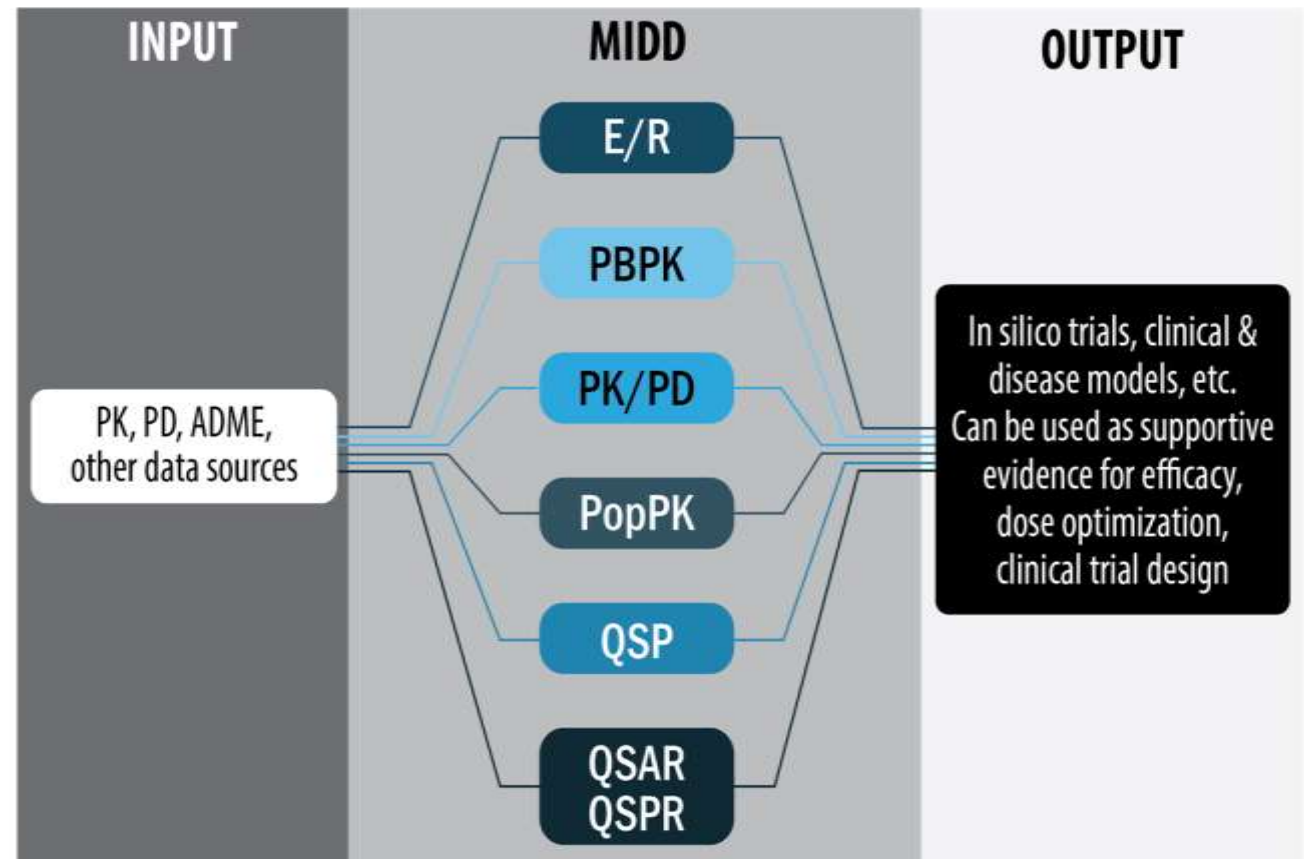 INPUT
MIDD
OUTPUT
PK, PD, ADME,
other data sources
E/R
PBPK
PK/PD
PopPK
QSP
QSAR
QSPR
In silico trials, clinical &
disease models, etc.
Can be used as supportive
evidence for efficacy,
dose optimization,
clinical trial design